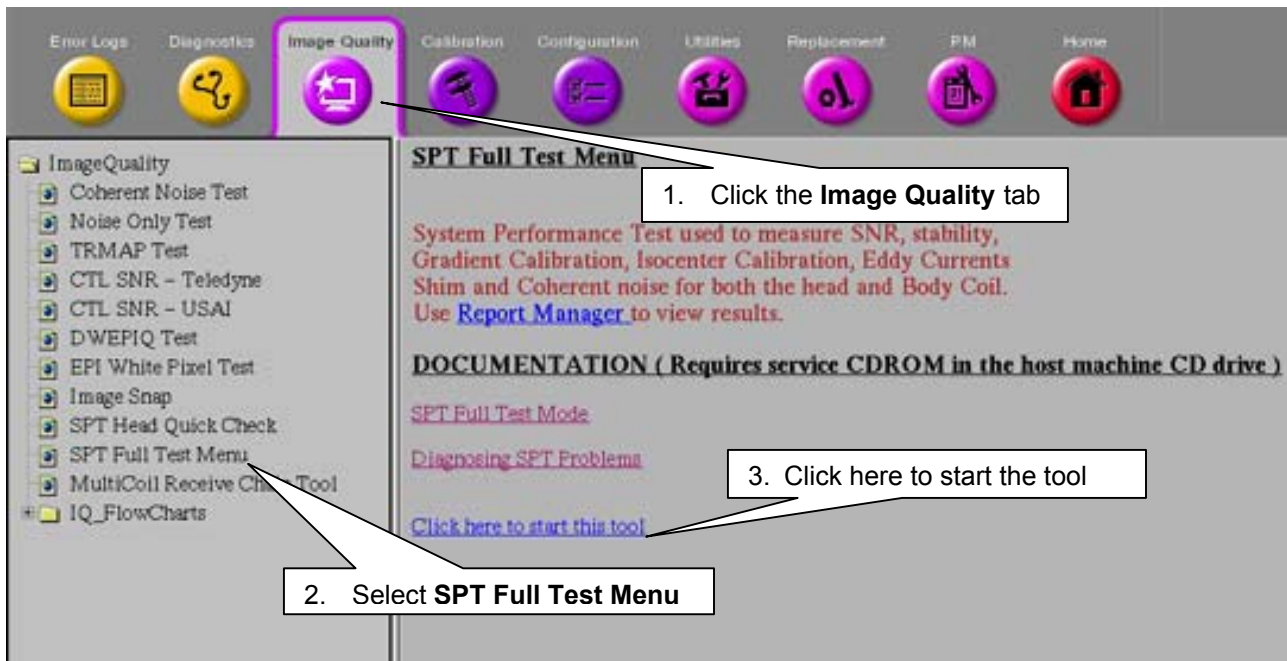 Error Logs Diagnostics Image Quality Calibration Configuration Utilities Replacement PM Home
ImageQuality
Coherent Noise Test
Noise Only Test
TRMAP Test
CTL SNR - Teledyne
CTL SNR - USAI
DWEPIQ Test
EPI White Pixel Test
Image Snap
SPT Head Quick Check
SPT Full Test Menu
MultiCoil Receive Tool
IQ_FlowCharts
SPT Full Test Menu
1. Click the Image Quality tab
System Performance Test used to measure SNR, stability,
Gradient Calibration, Isocenter Calibration, Eddy Currents
Shim and Coherent noise for both the head and Body Coil.
Use Report Manager to view results.
DOCUMENTATION ( Requires service CDROM in the host machine CD drive )
SPT Full Test Mode
Diagnosing SPT Problems
3. Click here to start the tool
Click here to start this tool
2. Select SPT Full Test Menu